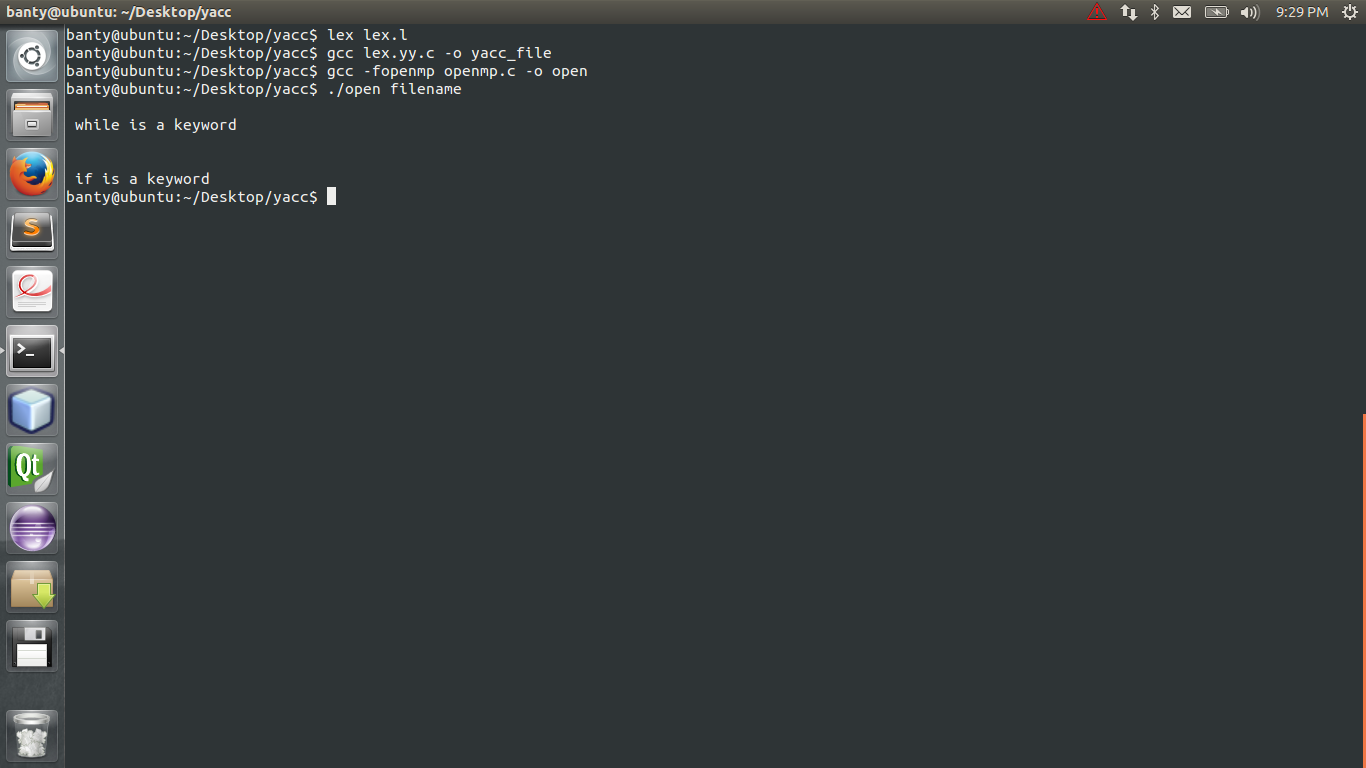 banty@ubuntu: ~/Desktop/yacc
9:29 PM
banty@ubuntu:~/Desktop/yacc$ lex lex.l
banty@ubuntu:~/Desktop/yacc$ gcc lex.yy.c -o yacc_file
banty@ubuntu:~/Desktop/yacc$ gcc -fopenmp openmp.c -o open
banty@ubuntu:~/Desktop/yacc$ ./open filename
while is a keyword
if is a keyword
banty@ubuntu:~/Desktop/yacc$
S
>_
Qt